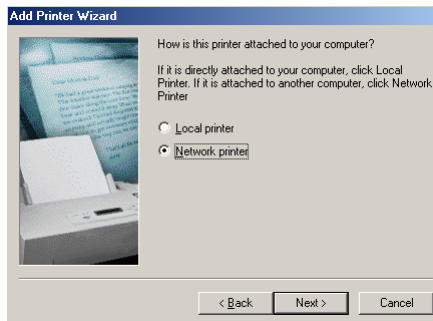 Add Printer Wizard
How is this printer attached to your computer?
If it is directly attached to your computer, click Local
Printer. If it is attached to another computer, click Network
Printer
Local printer
Network printer
< Back
Next >
Cancel